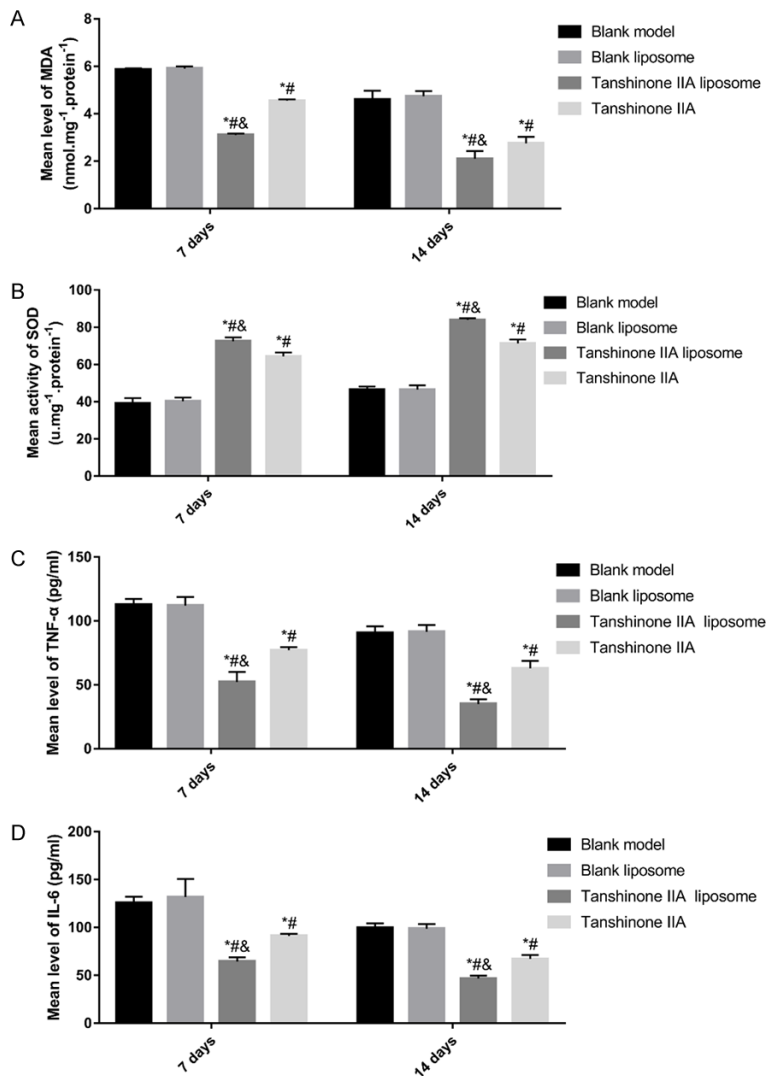 A
Mean level of MDA
(nmol.mg⁻¹.protein⁻¹)
8
6
4
2
0
*#&
*#
*#&
*#
7 days
14 days
Blank model
Blank liposome
Tanshinone IIA liposome
Tanshinone IIA
B
Mean activity of SOD
(u.mg⁻¹.protein⁻¹)
100
80
60
40
20
0
*#&
*#
*#&
*#
7 days
14 days
Blank model
Blank liposome
Tanshinone IIA liposome
Tanshinone IIA
C
Mean level of TNF-α (pg/ml)
150
100
50
0
*#&
*#
*#&
*#
7 days
14 days
Blank model
Blank liposome
Tanshinone IIA liposome
Tanshinone IIA
D
Mean level of IL-6 (pg/ml)
200
150
100
50
0
*#&
*#
*#&
*#
7 days
14 days
Blank model
Blank liposome
Tanshinone IIA liposome
Tanshinone IIA